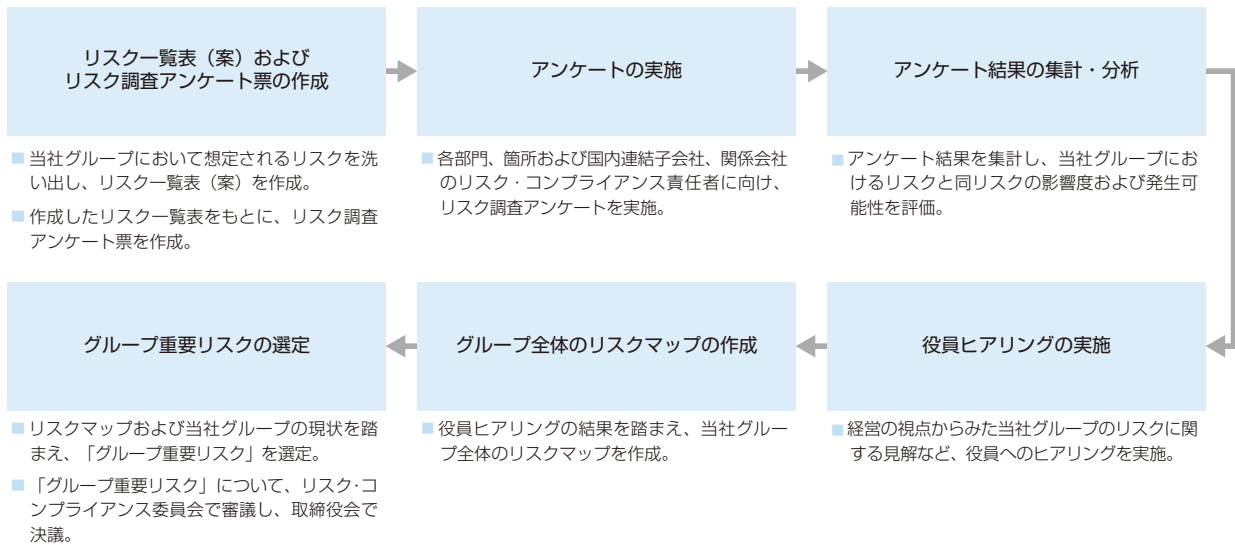 リスク一覧表（案）および
リスク調査アンケート票の作成
アンケートの実施
アンケート結果の集計・分析
当社グループにおいて想定されるリスクを洗
い出し、リスク一覧表（案）を作成。
作成したリスク一覧表をもとに、リスク調査
アンケート票を作成。
各部門、箇所および国内連結子会社、関係会社
のリスク・コンプライアンス責任者に向け、
リスク調査アンケートを実施。
アンケート結果を集計し、当社グループにお
けるリスクと同リスクの影響度および発生可
能性を評価。
役員ヒアリングの実施
経営の視点からみた当社グループのリスクに関
する見解など、役員へのヒアリングを実施。
グループ全体のリスクマップの作成
役員ヒアリングの結果を踏まえ、当社グルー
プ全体のリスクマップを作成。
グループ重要リスクの選定
リスクマップおよび当社グループの現状を踏
まえ、「グループ重要リスク」を選定。
「グループ重要リスク」について、リスク・コ
ンプライアンス委員会で審議し、取締役会で
決議。